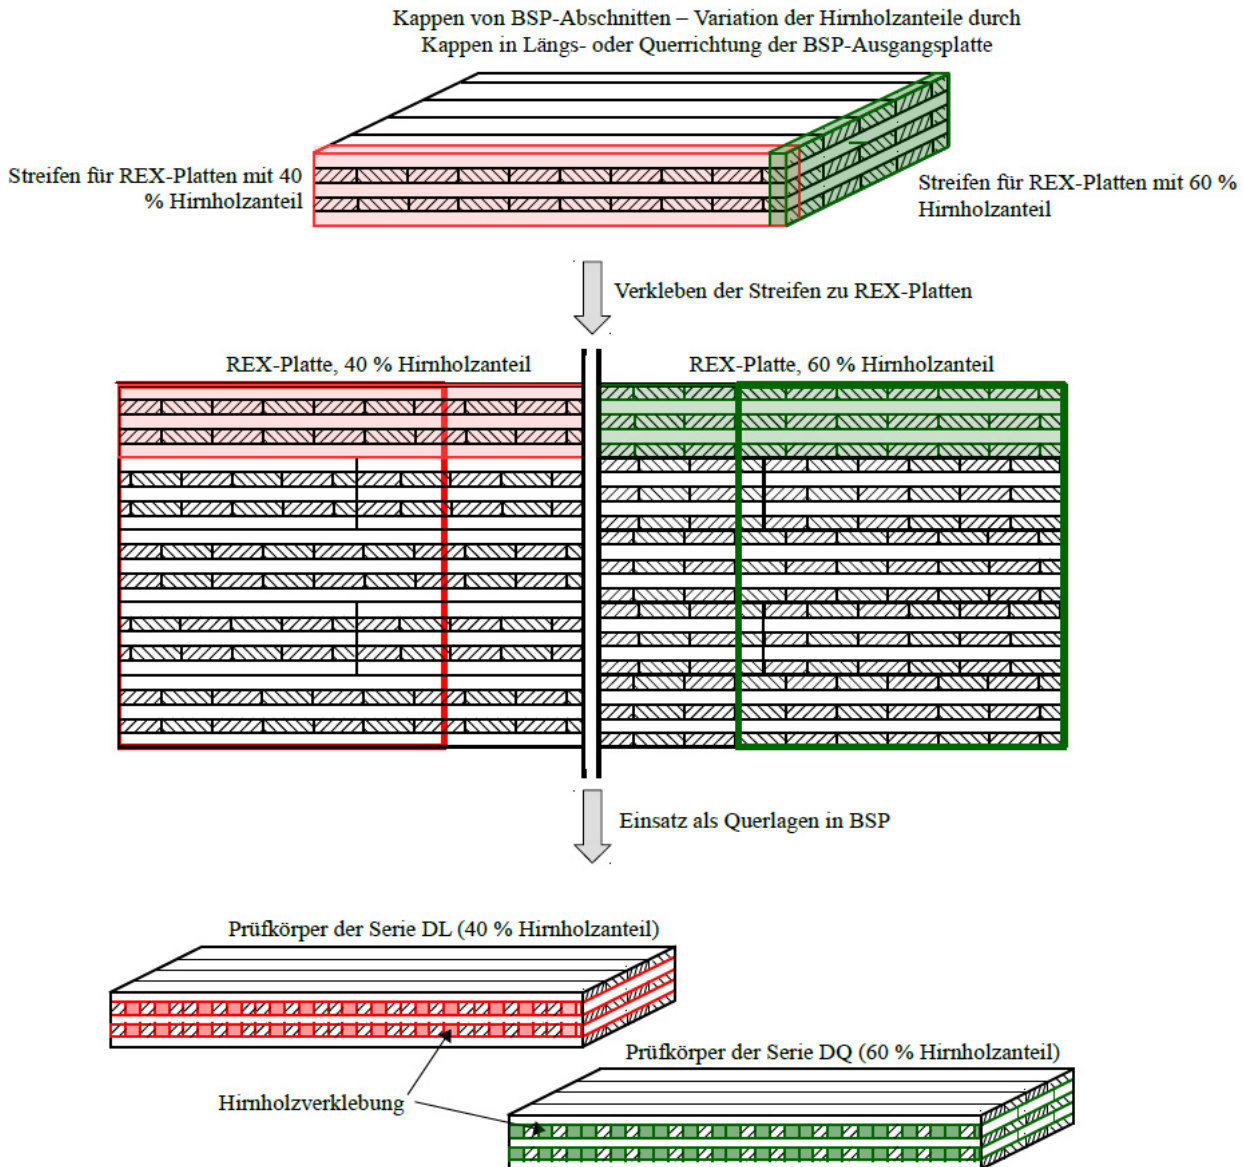 Kappen von BSP-Abschnitten – Variation der Hirnholzanteile durch
Kappen in Längs- oder Querrichtung der BSP-Ausgangsplatte
Streifen für REX-Platten mit 40
% Hirnholzanteil
Streifen für REX-Platten mit 60 %
Hirnholzanteil
Verkleben der Streifen zu REX-Platten
REX-Platte, 40 % Hirnholzanteil
REX-Platte, 60 % Hirnholzanteil
Einsatz als Querlagen in BSP
Prüfkörper der Serie DL (40 % Hirnholzanteil)
Prüfkörper der Serie DQ (60 % Hirnholzanteil)
Hirnholzverklebung